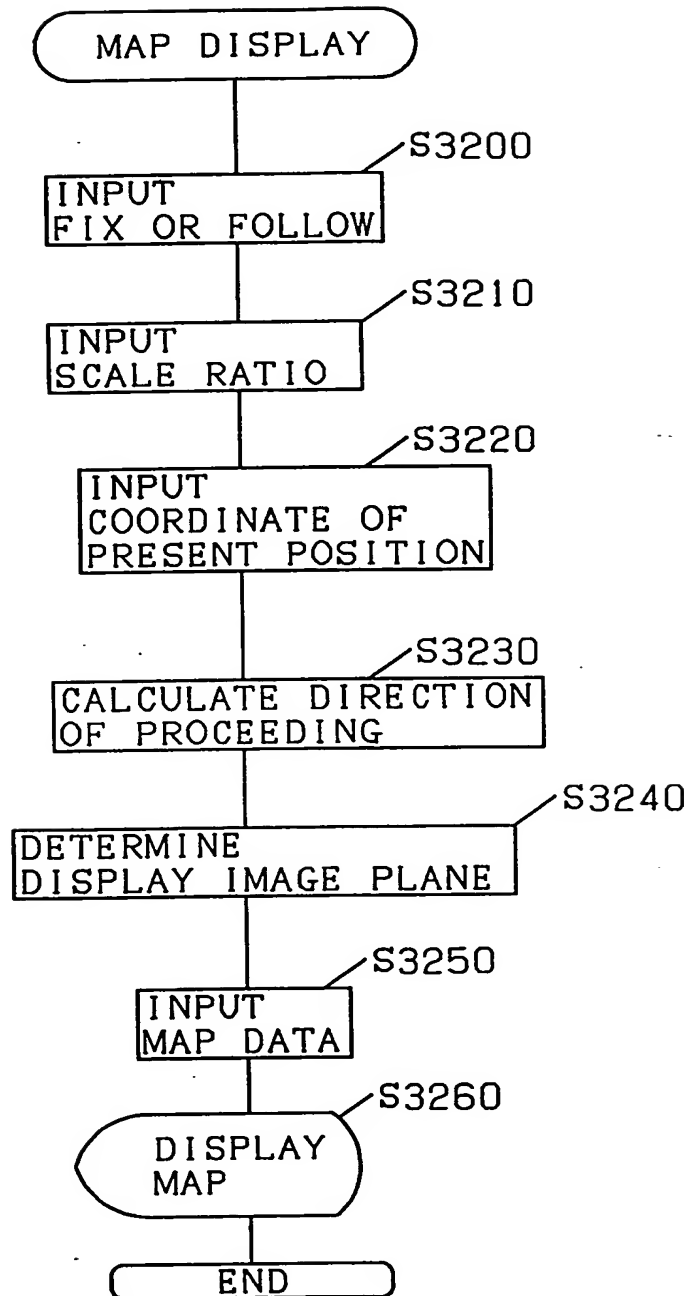 MAP DISPLAY
S3200
INPUT
FIX OR FOLLOW
S3210
INPUT
SCALE RATIO
S3220
INPUT
COORDINATE OF
PRESENT POSITION
S3230
CALCULATE DIRECTION
OF PROCEEDING
S3240
DETERMINE
DISPLAY IMAGE PLANE
S3250
INPUT
MAP DATA
S3260
DISPLAY
MAP
END